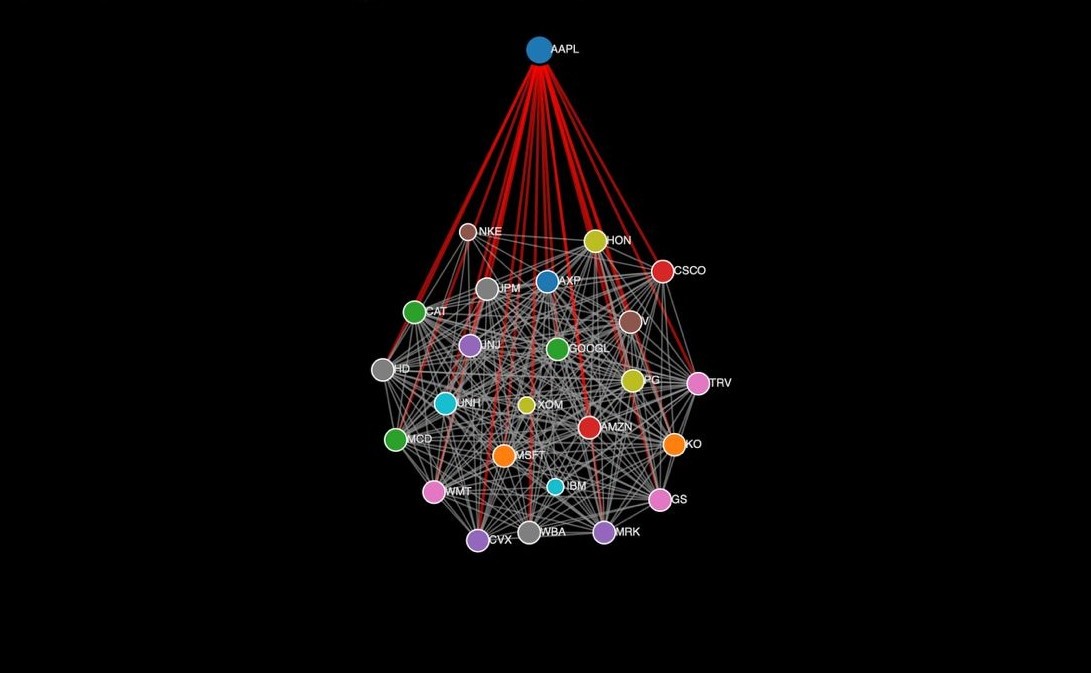 AAPL
NKE
HON
CSCO
AXP
JPM
CAT
V
JNJ
GOOGL
HD
PG
TRV
UNH
XOM
AMZN
MCD
KO
MSFT
IBM
WMT
GS
WBA
MRK
CVX